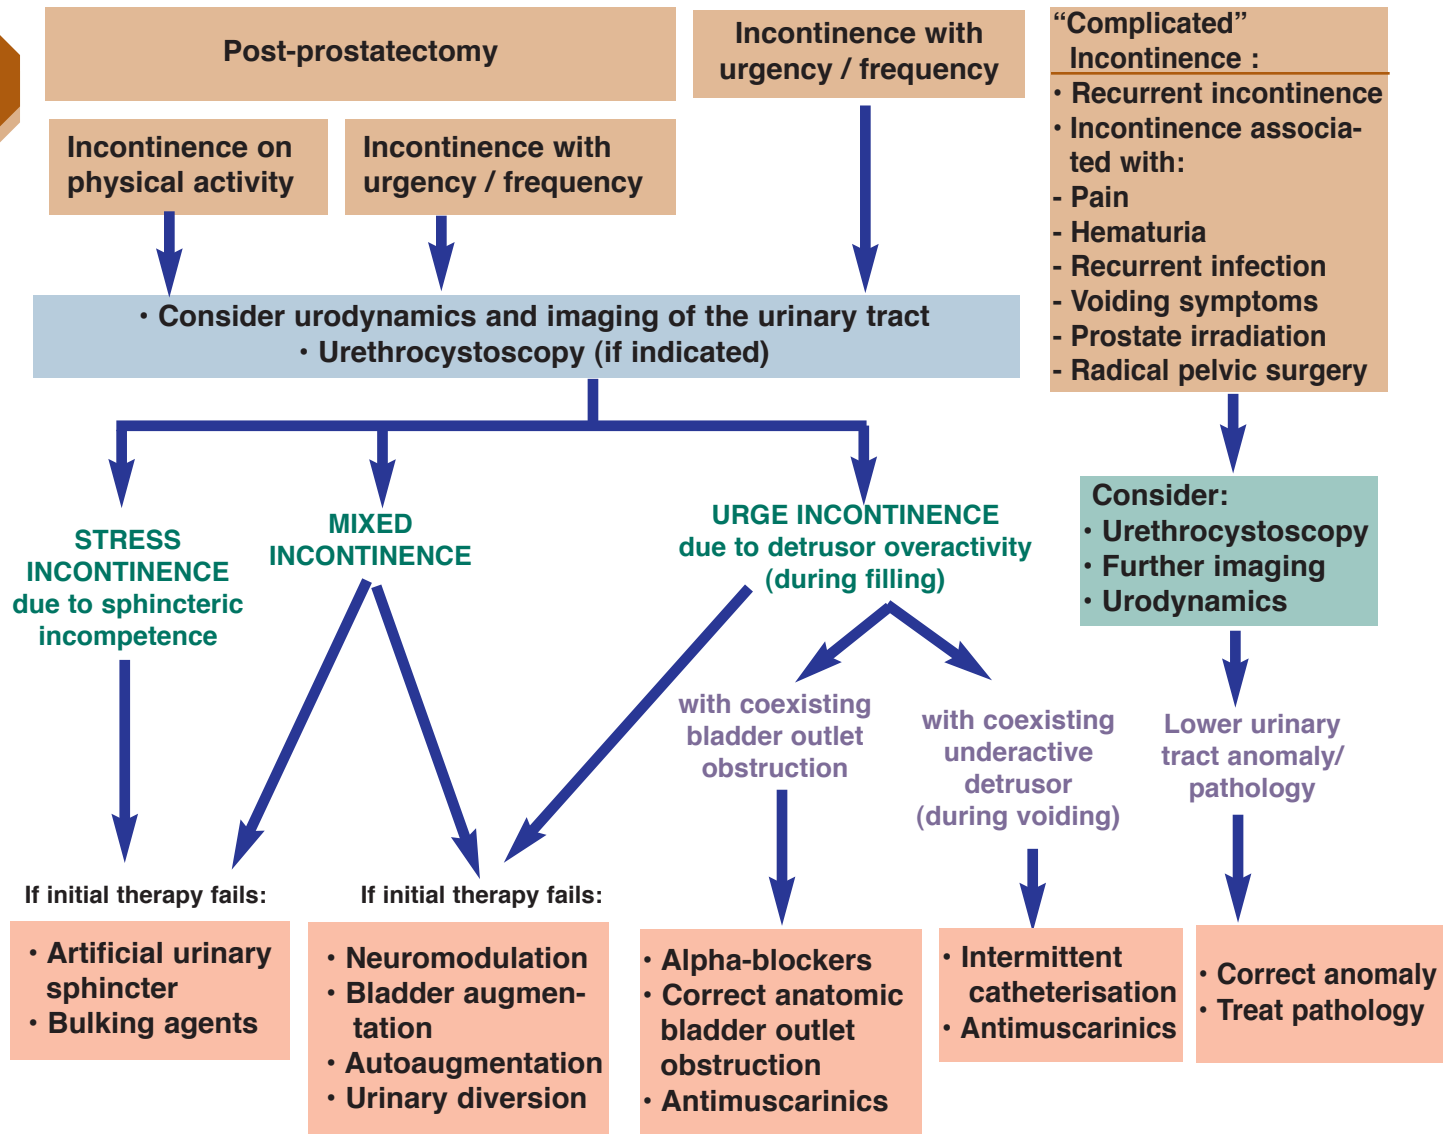 Post-prostatectomy
Incontinence on
physical activity
Incontinence with
urgency / frequency
Incontinence with
urgency / frequency
“Complicated”
Incontinence :
• Recurrent incontinence
• Incontinence associa-
ted with:
- Pain
- Hematuria
- Recurrent infection
- Voiding symptoms
- Prostate irradiation
- Radical pelvic surgery
• Consider urodynamics and imaging of the urinary tract
• Urethrocystoscopy (if indicated)
STRESS
INCONTINENCE
due to sphincteric
incompetence
MIXED
INCONTINENCE
URGE INCONTINENCE
due to detrusor overactivity
(during filling)
Consider:
• Urethrocystoscopy
• Further imaging
• Urodynamics
with coexisting
bladder outlet
obstruction
with coexisting
underactive
detrusor
(during voiding)
Lower urinary
tract anomaly/
pathology
If initial therapy fails:
• Artificial urinary
sphincter
• Bulking agents
If initial therapy fails:
• Neuromodulation
• Bladder augmen-
tation
• Autoaugmentation
• Urinary diversion
• Alpha-blockers
• Correct anatomic
bladder outlet
obstruction
• Antimuscarinics
• Intermittent
catheterisation
• Antimuscarinics
• Correct anomaly
• Treat pathology